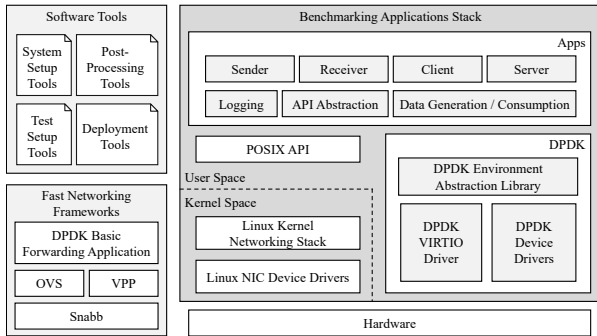 Software Tools
System
Setup
Tools
Post-
Processing
Tools
Test
Setup
Tools
Deployment
Tools
Fast Networking
Frameworks
DPDK Basic
Forwarding Application
OVS
VPP
Snabb
Benchmarking Applications Stack
Apps
Sender
Receiver
Client
Server
Logging
API Abstraction
Data Generation / Consumption
POSIX API
User Space
Kernel Space
Linux Kernel
Networking Stack
Linux NIC Device Drivers
DPDK
DPDK Environment
Abstraction Library
DPDK
VIRTIO
Driver
DPDK
Device
Drivers
Hardware